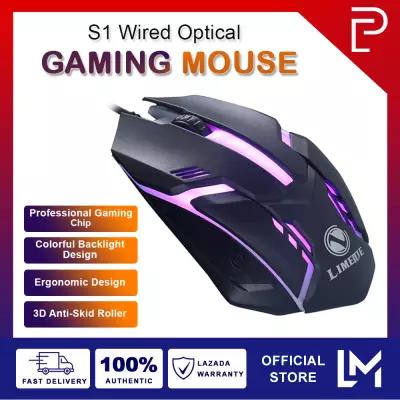 S1 Wired Optical
GAMING MOUSE
Professional Gaming
Chip
Colorful Backlight
Design
Ergonomic Design
3D Anti-Skid Roller
LIMEIDE
FAST DELIVERY
100%
AUTHENTIC
LAZADA
WARRANTY
OFFICIAL
STORE
LM